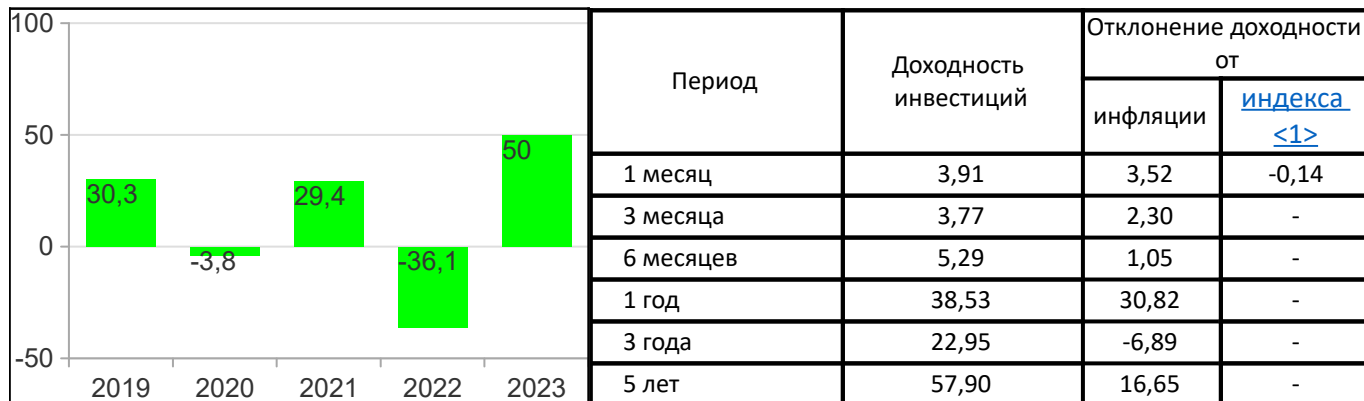 100
50
0
-50
30,3
-3,8
29,4
-36,1
50
2019 2020 2021 2022 2023
Период
Доходность
инвестиций
Отклонение доходности
от
инфляции
индекса
<1>
1 месяц 3,91 3,52 -0,14
3 месяца 3,77 2,30 -
6 месяцев 5,29 1,05 -
1 год 38,53 30,82 -
3 года 22,95 -6,89 -
5 лет 57,90 16,65 -